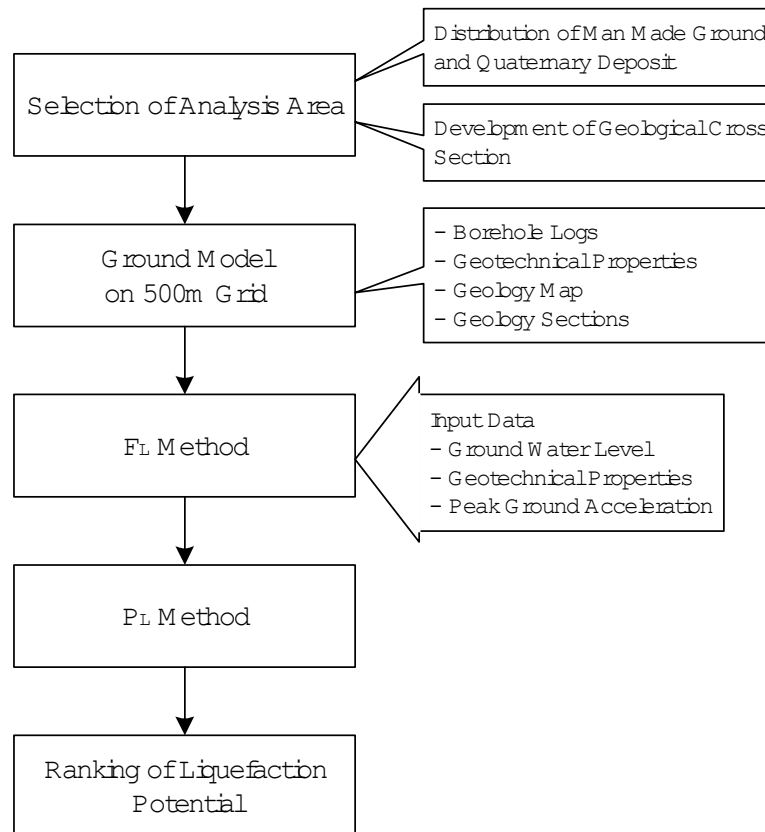 Selection of Analysis Area
Distribution of Man Made Ground
and Quaternary Deposit
Development of Geological Cross
Section
Ground Model
on 500m Grid
- Borehole Logs
- Geotechnical Properties
- Geology Map
- Geology Sections
FL Method
Input Data
- Ground Water Level
- Geotechnical Properties
- Peak Ground Acceleration
PL Method
Ranking of Liquefaction
Potential